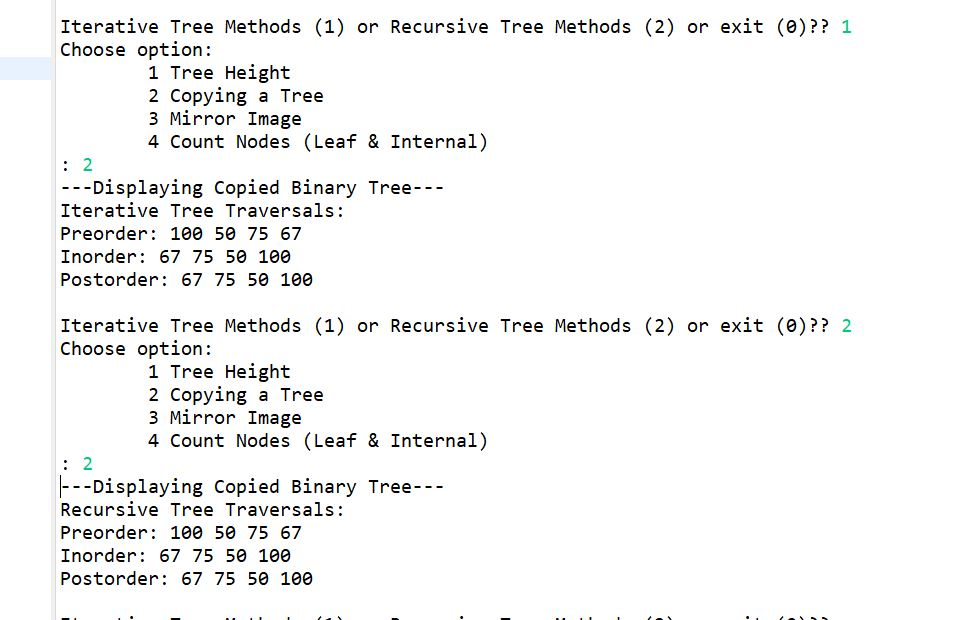 Iterative Tree Methods (1) or Recursive Tree Methods (2) or exit (0)?? 1
Choose option:
1 Tree Height
2 Copying a Tree
3 Mirror Image
4 Count Nodes (Leaf & Internal)
: 2
---Displaying Copied Binary Tree---
Iterative Tree Traversals:
Preorder: 100 50 75 67
Inorder: 67 75 50 100
Postorder: 67 75 50 100
Iterative Tree Methods (1) or Recursive Tree Methods (2) or exit (0)?? 2
Choose option:
1 Tree Height
2 Copying a Tree
3 Mirror Image
4 Count Nodes (Leaf & Internal)
: 2
---Displaying Copied Binary Tree---
Recursive Tree Traversals:
Preorder: 100 50 75 67
Inorder: 67 75 50 100
Postorder: 67 75 50 100